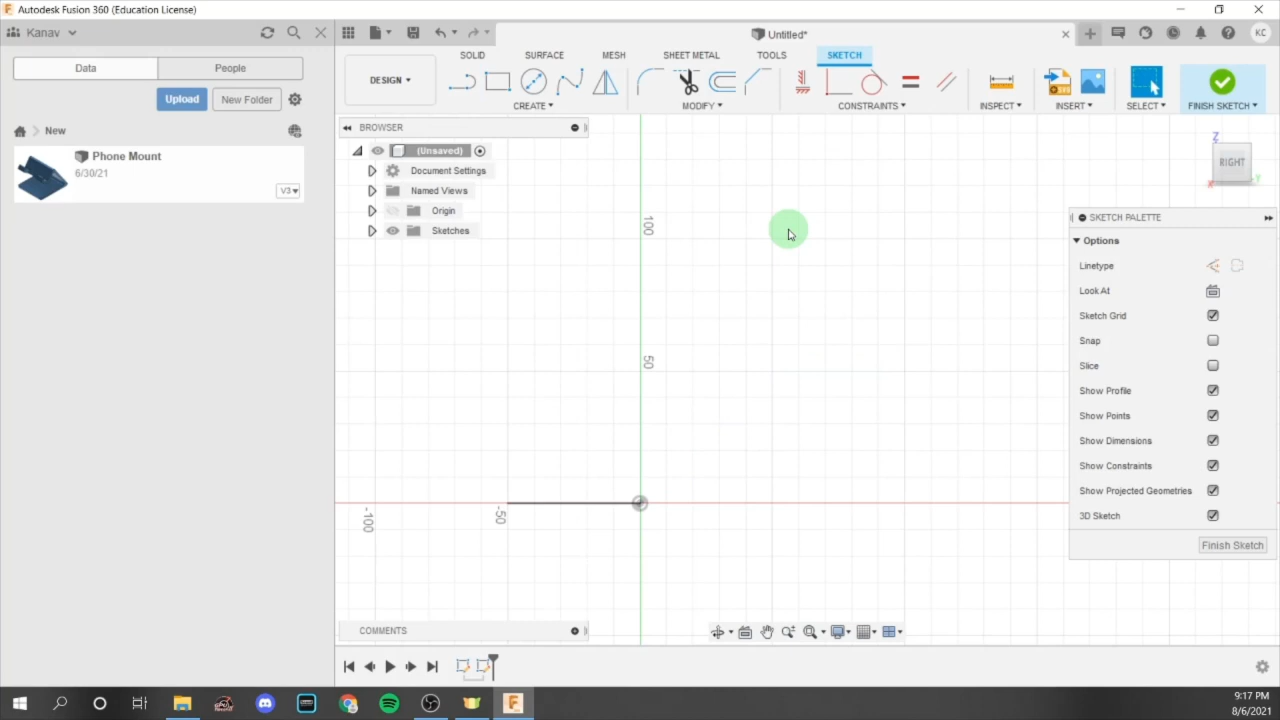 Autodesk Fusion 360 (Education License)
Kanav
Untitled*
KC
Data
People
Upload
New Folder
New
Phone Mount
6/30/21
V3
DESIGN
SOLID
SURFACE
MESH
SHEET METAL
TOOLS
SKETCH
CREATE
MODIFY
CONSTRAINTS
INSPECT
INSERT
SELECT
FINISH SKETCH
BROWSER
(Unsaved)
Document Settings
Named Views
Origin
Sketches
100
50
-50
-100
Z
RIGHT
X
Y
SKETCH PALETTE
Options
Linetype
Look At
Sketch Grid
Snap
Slice
Show Profile
Show Points
Show Dimensions
Show Constraints
Show Projected Geometries
3D Sketch
Finish Sketch
COMMENTS
9:17 PM
8/6/2021